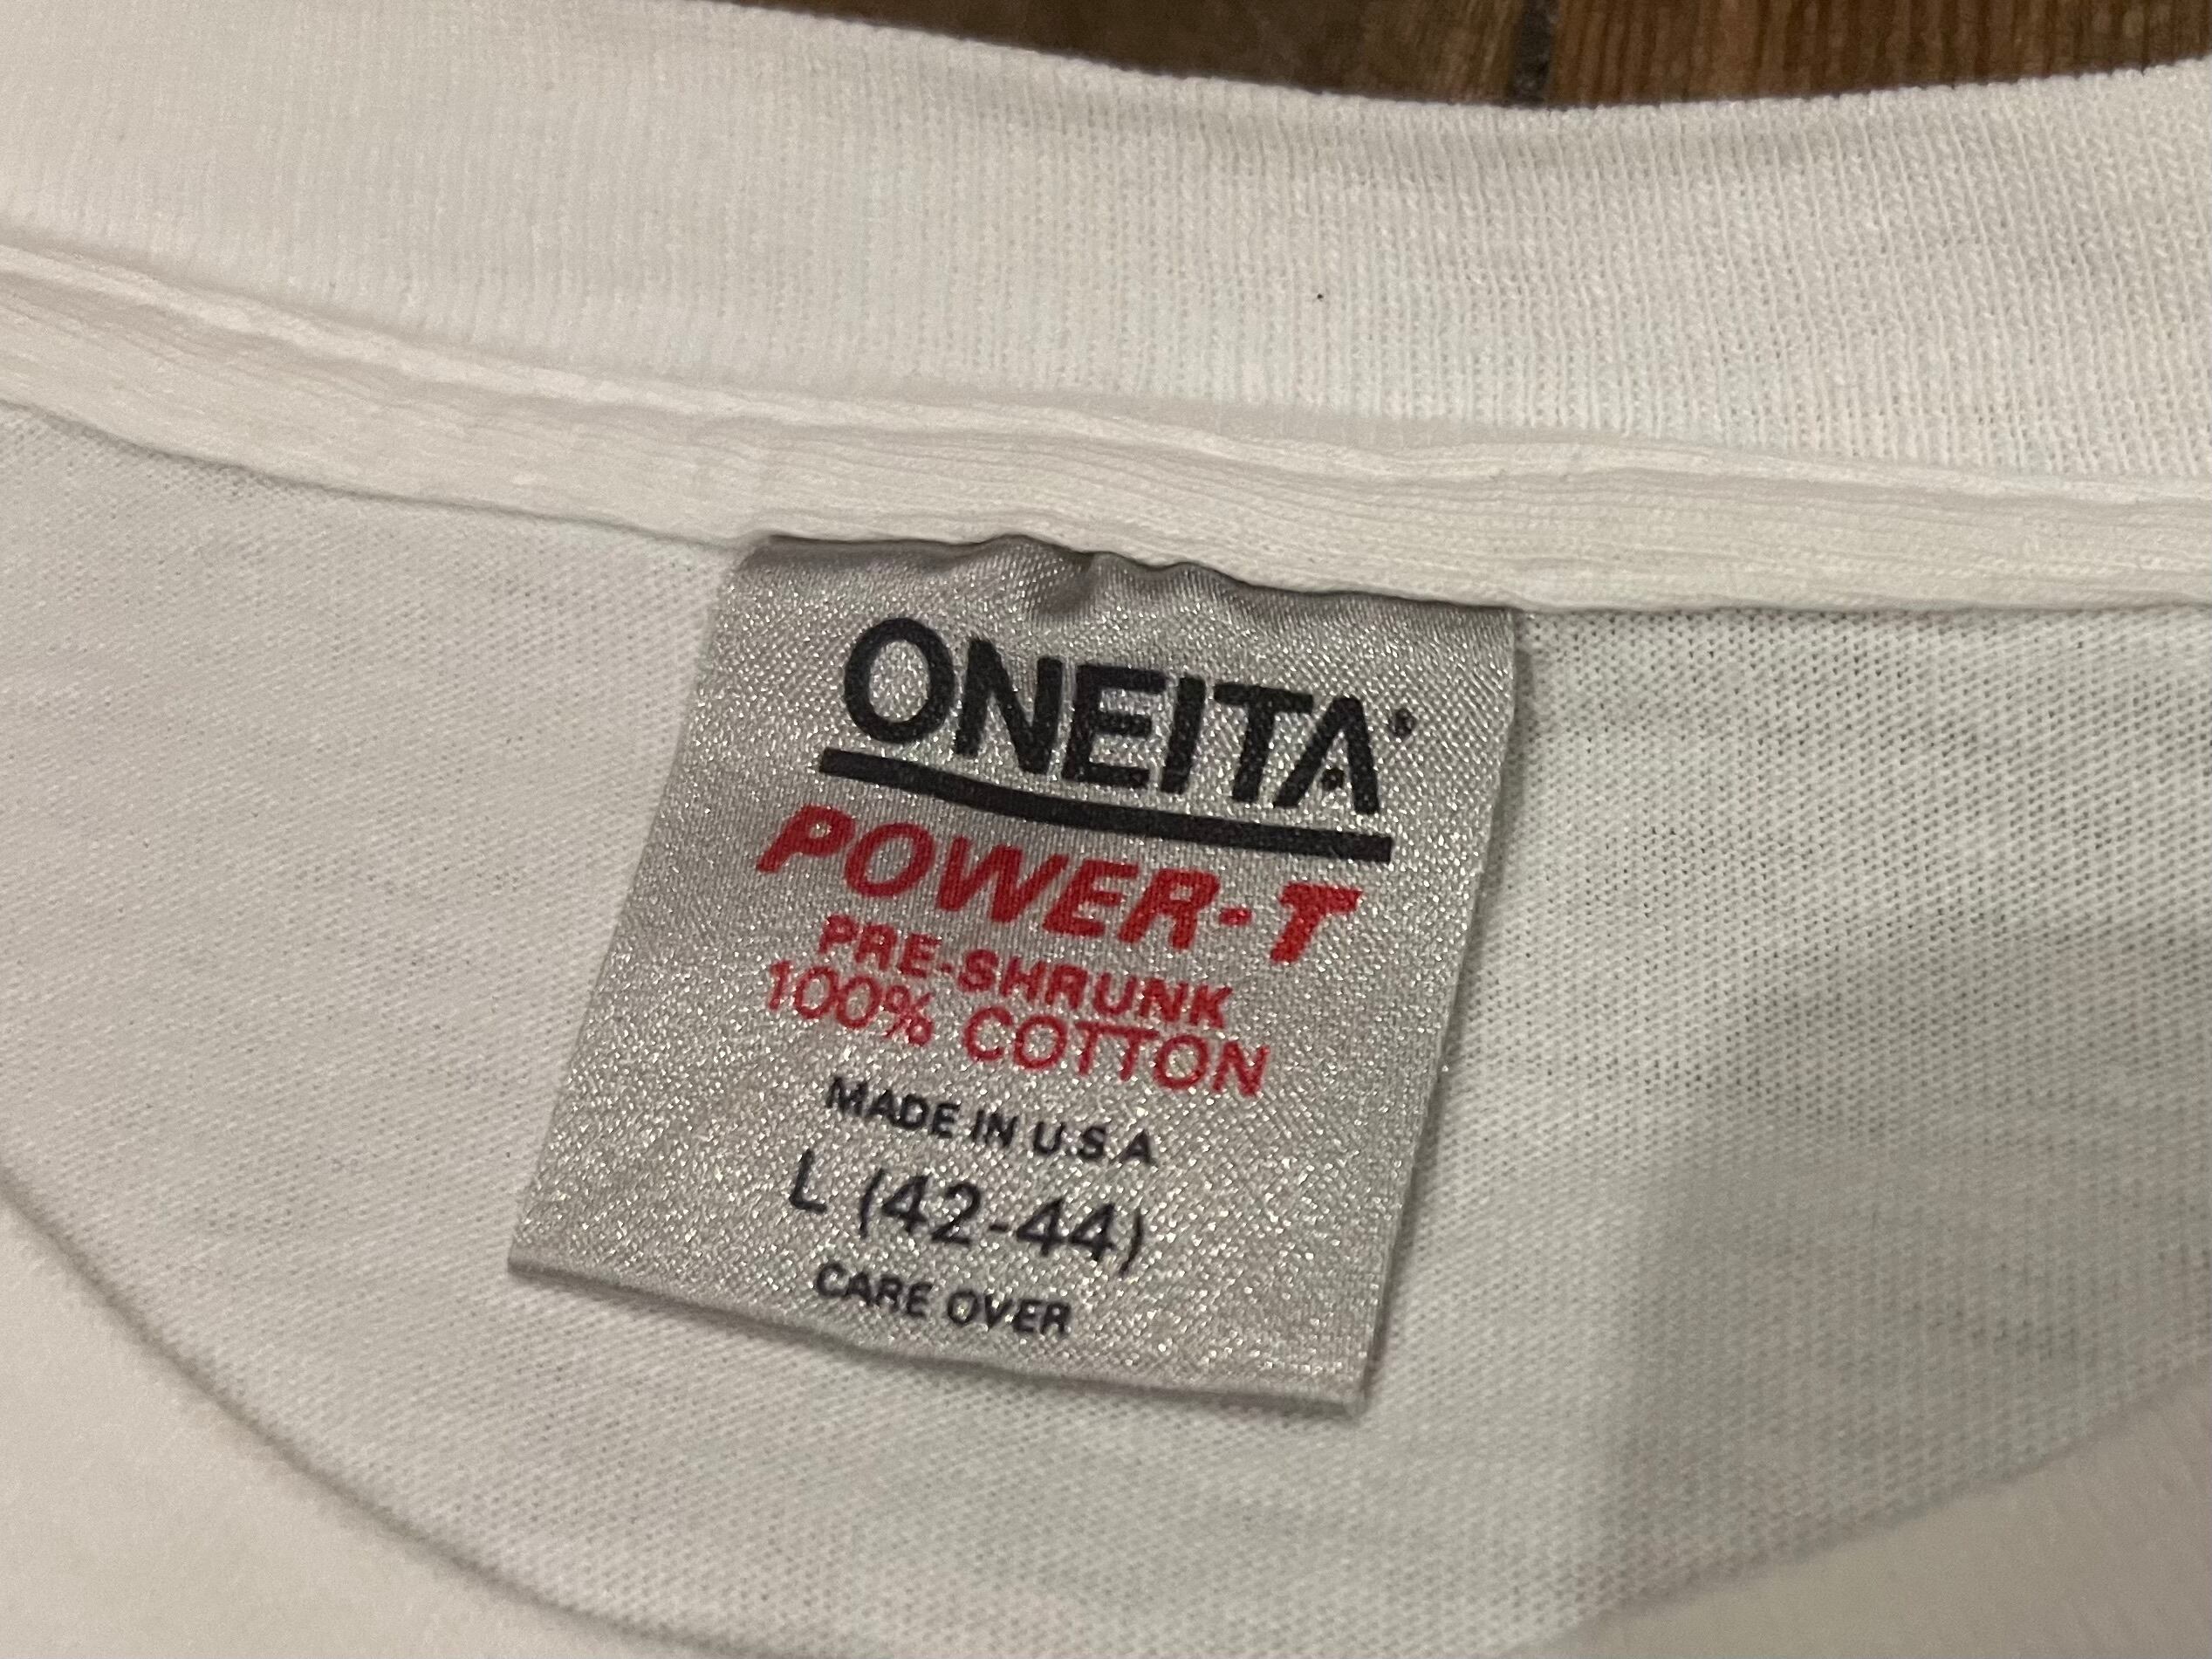 ONEITA
POWER-T
PRE-SHRUNK
100% COTTON
MADE IN U.S.A
L (42-44)
CARE OVER